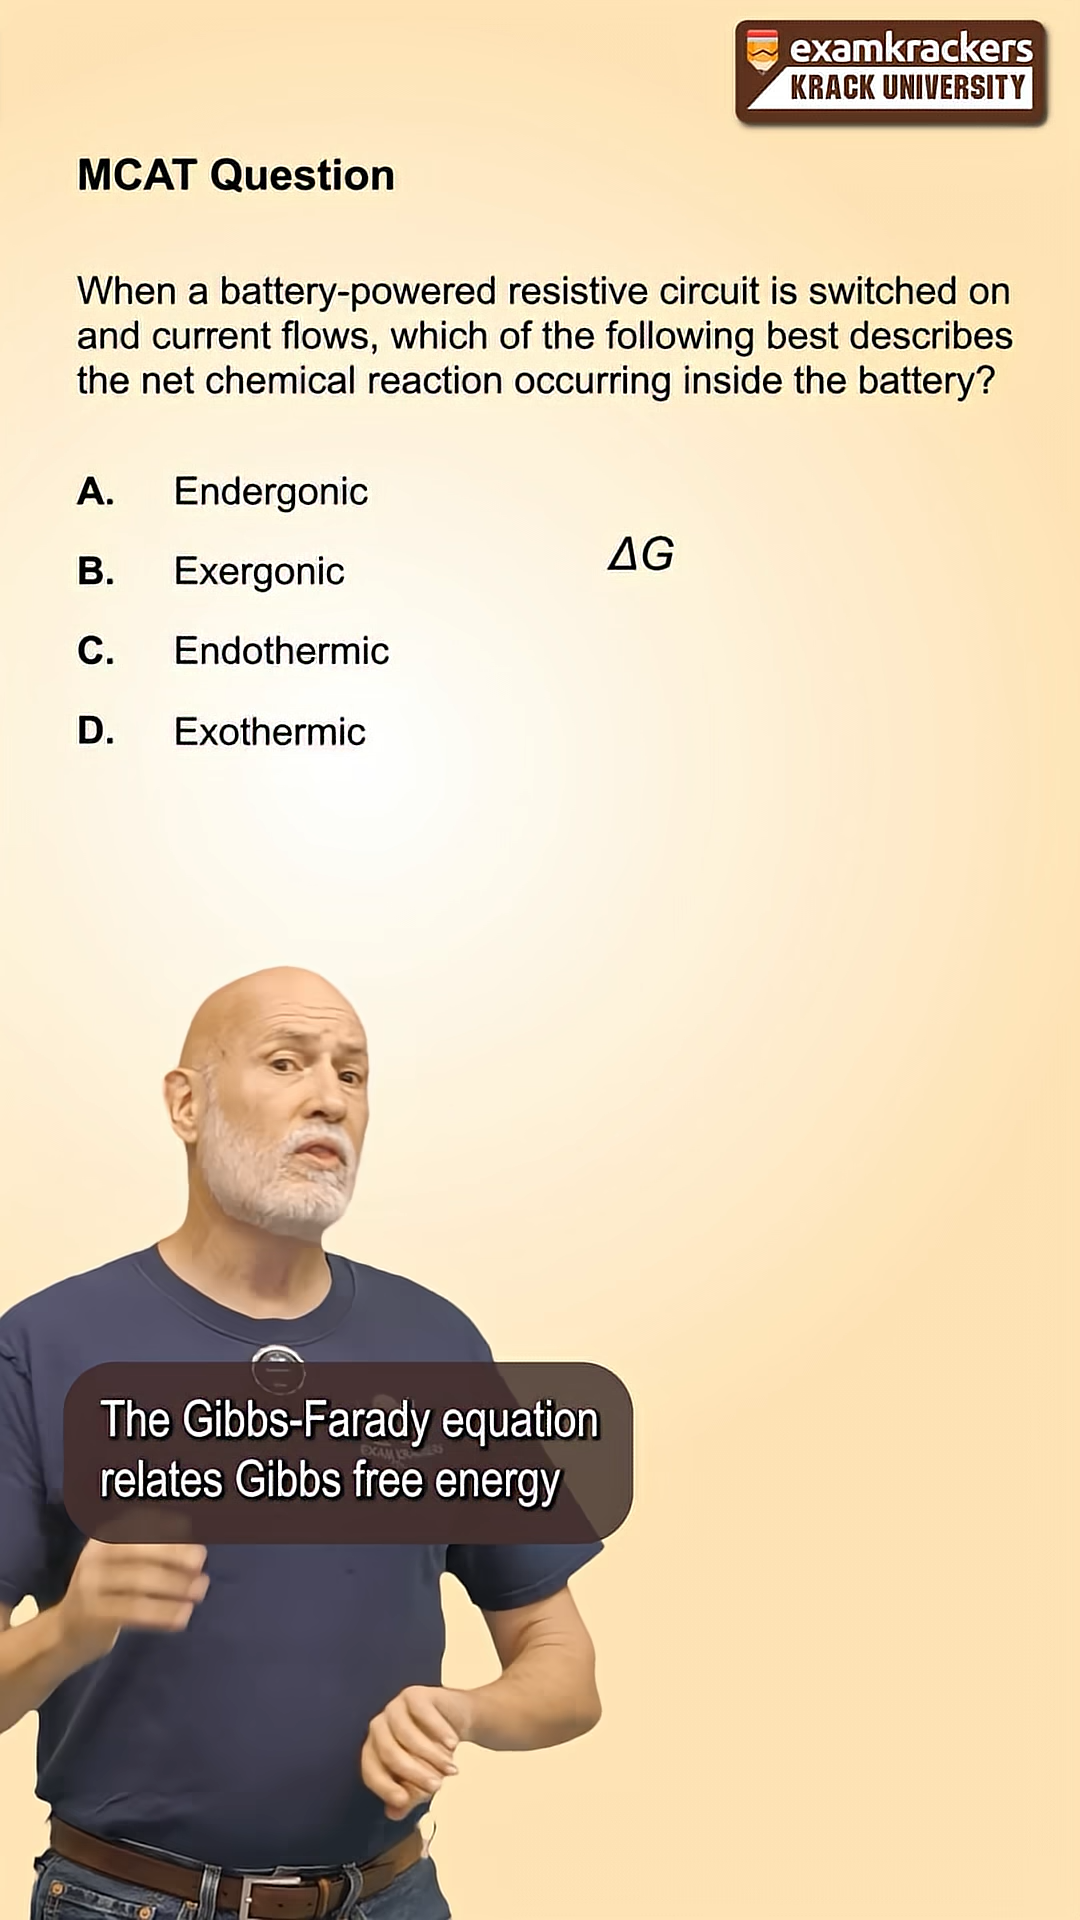 examkrackers
KRACK UNIVERSITY
MCAT Question
When a battery-powered resistive circuit is switched on
and current flows, which of the following best describes
the net chemical reaction occurring inside the battery?
A. Endergonic
B. Exergonic
ΔG
C. Endothermic
D. Exothermic
The Gibbs-Farady equation
relates Gibbs free energy